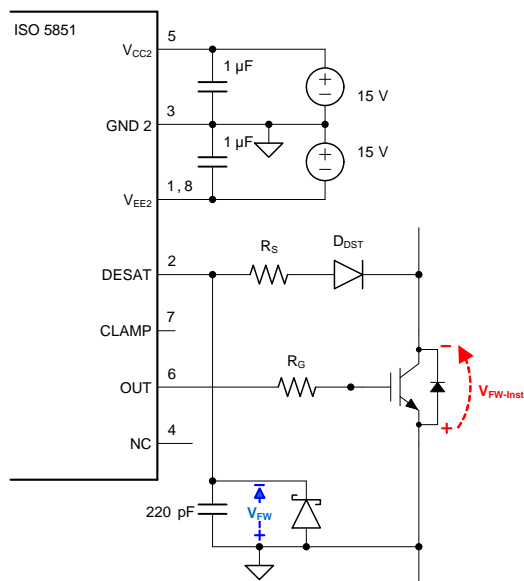 ISO 5851
5
VCC2
1 µF
15 V
3
GND 2
1 µF
15 V
1, 8
VEE2
RS
DDST
DESAT
2
7
CLAMP
RG
6
OUT
−
VFW-Inst
+
4
NC
220 pF
VFW
+